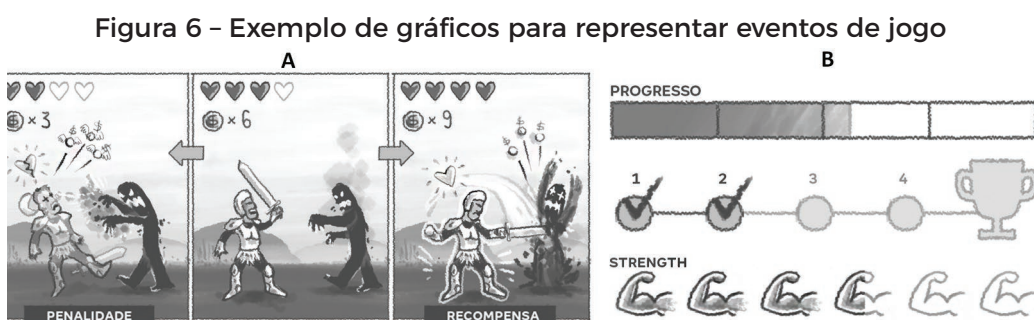 Figura 6 – Exemplo de gráficos para representar eventos de jogo
A
B
× 3
$ × 6
$ × 9
PENALIDADE
RECOMPENSA
PROGRESSO
1 2 3 4
STRENGTH